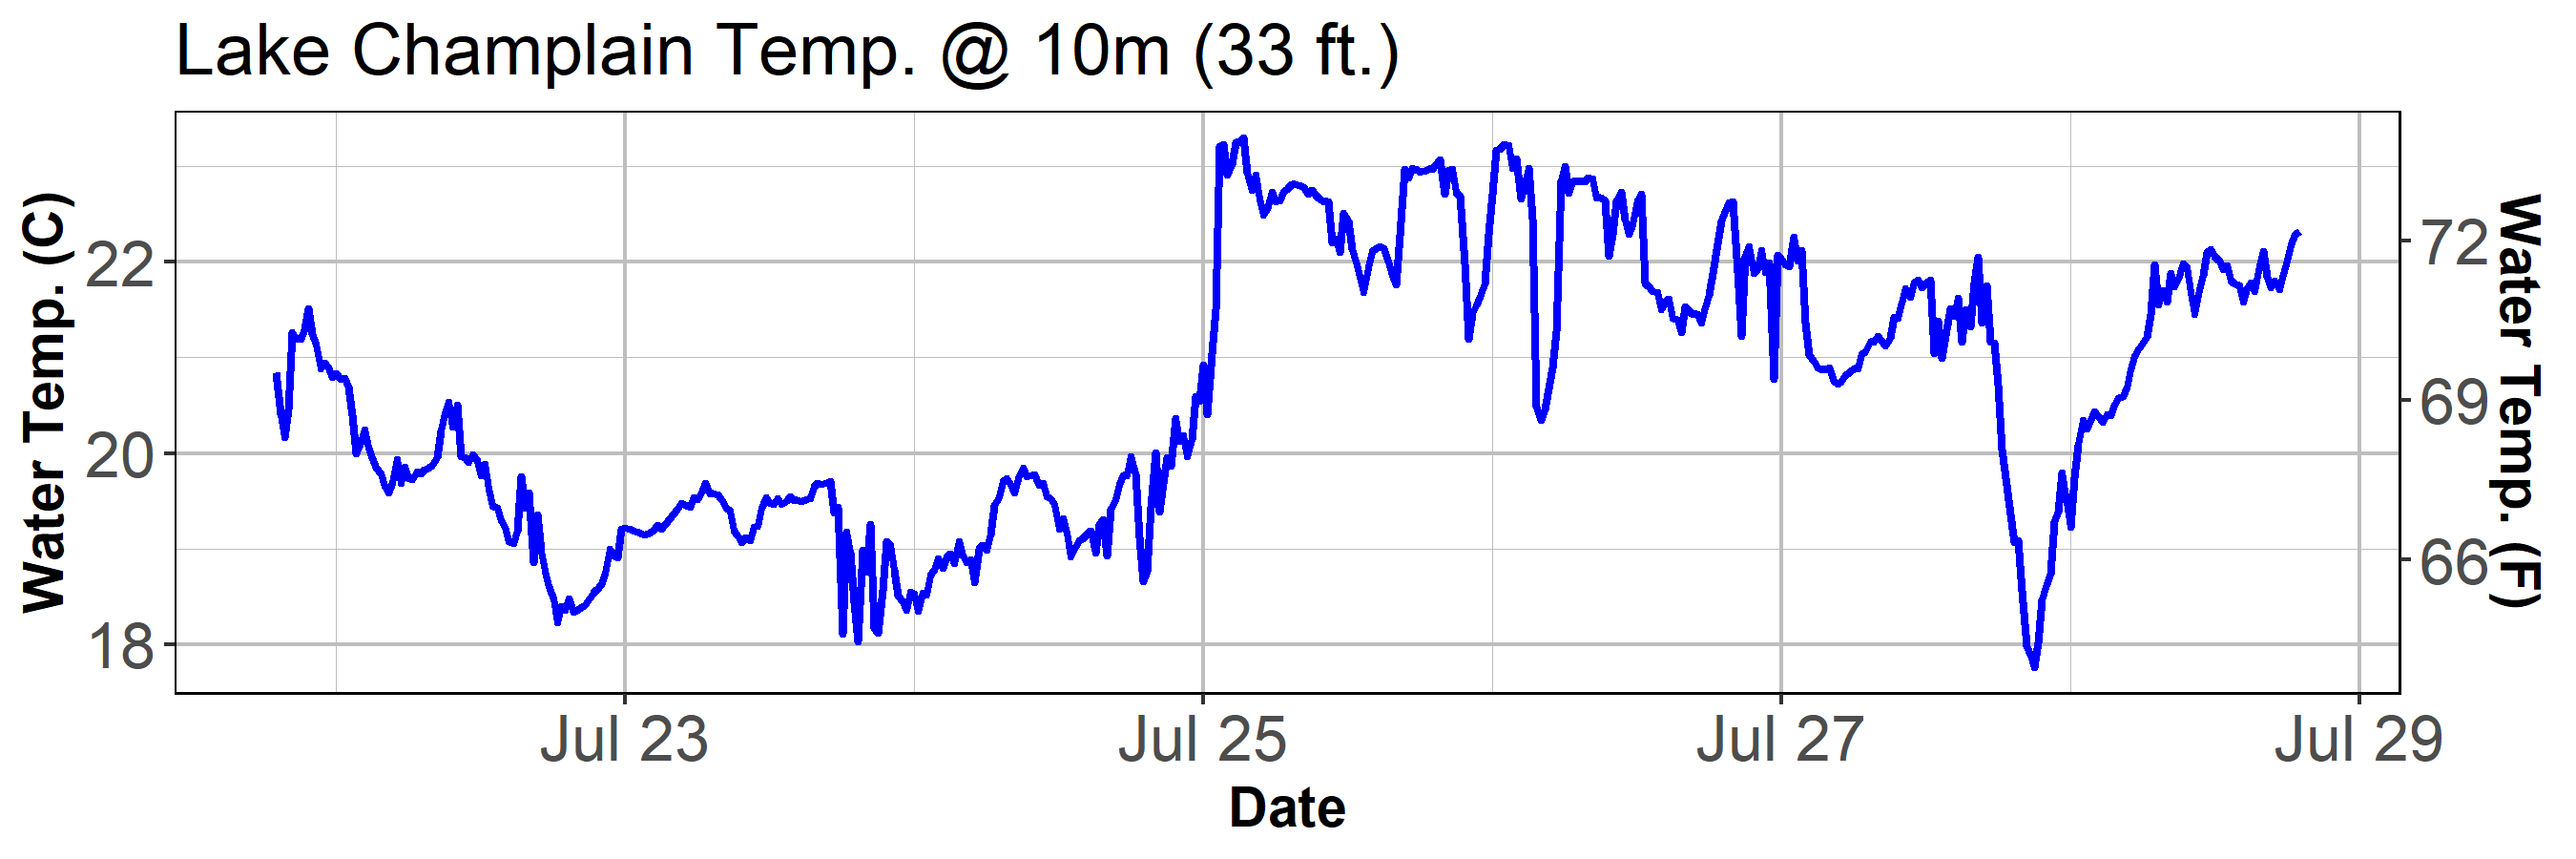 Lake Champlain Temp. @ 10m (33 ft.)
Water Temp. (C)
22
20
18
72
69
66
Water Temp. (F)
Jul 23
Jul 25
Jul 27
Jul 29
Date